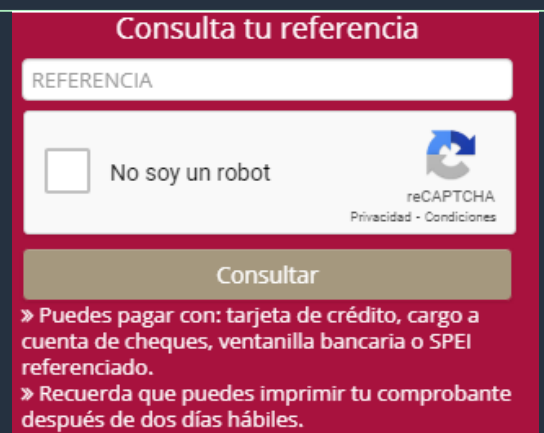 Consulta tu referencia
REFERENCIA
No soy un robot
reCAPTCHA
Privacidad - Condiciones
Consultar
» Puedes pagar con: tarjeta de crédito, cargo a
cuenta de cheques, ventanilla bancaria o SPEI
referenciado.
» Recuerda que puedes imprimir tu comprobante
después de dos días hábiles.